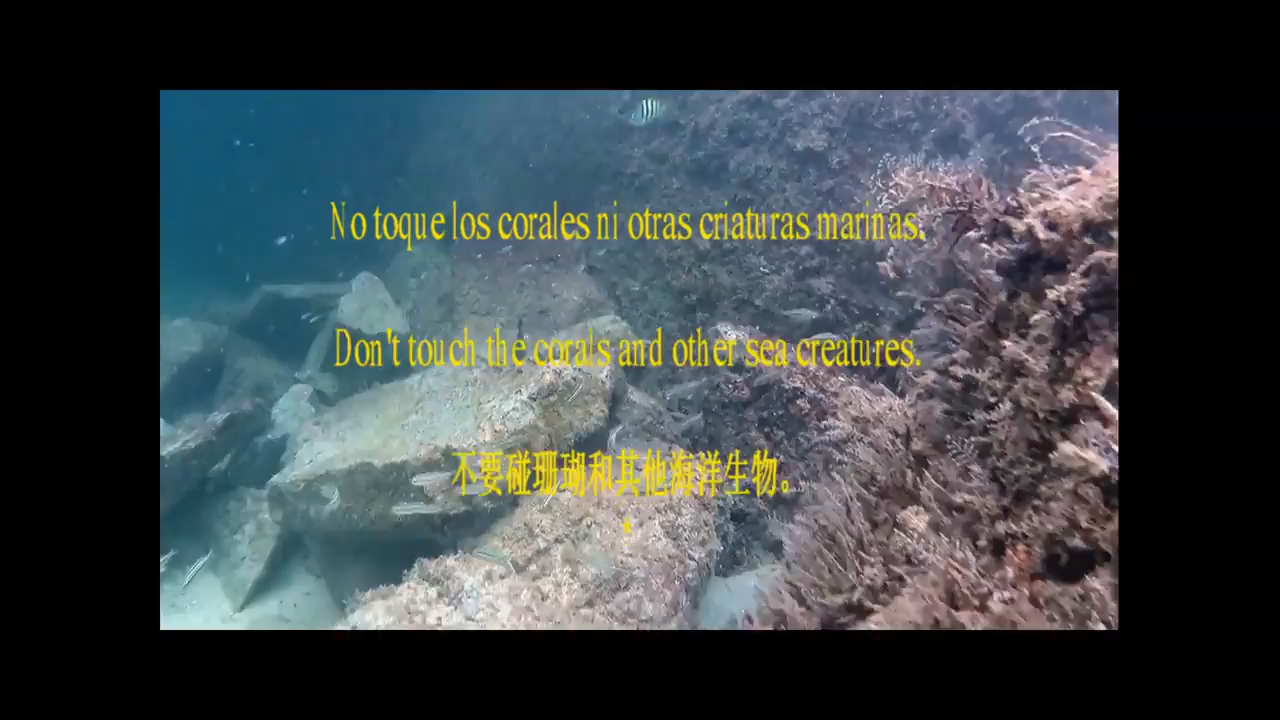 No toque los corales ni otras criaturas marinas.
Don't touch the corals and other sea creatures.
不要碰珊瑚和其他海洋生物。